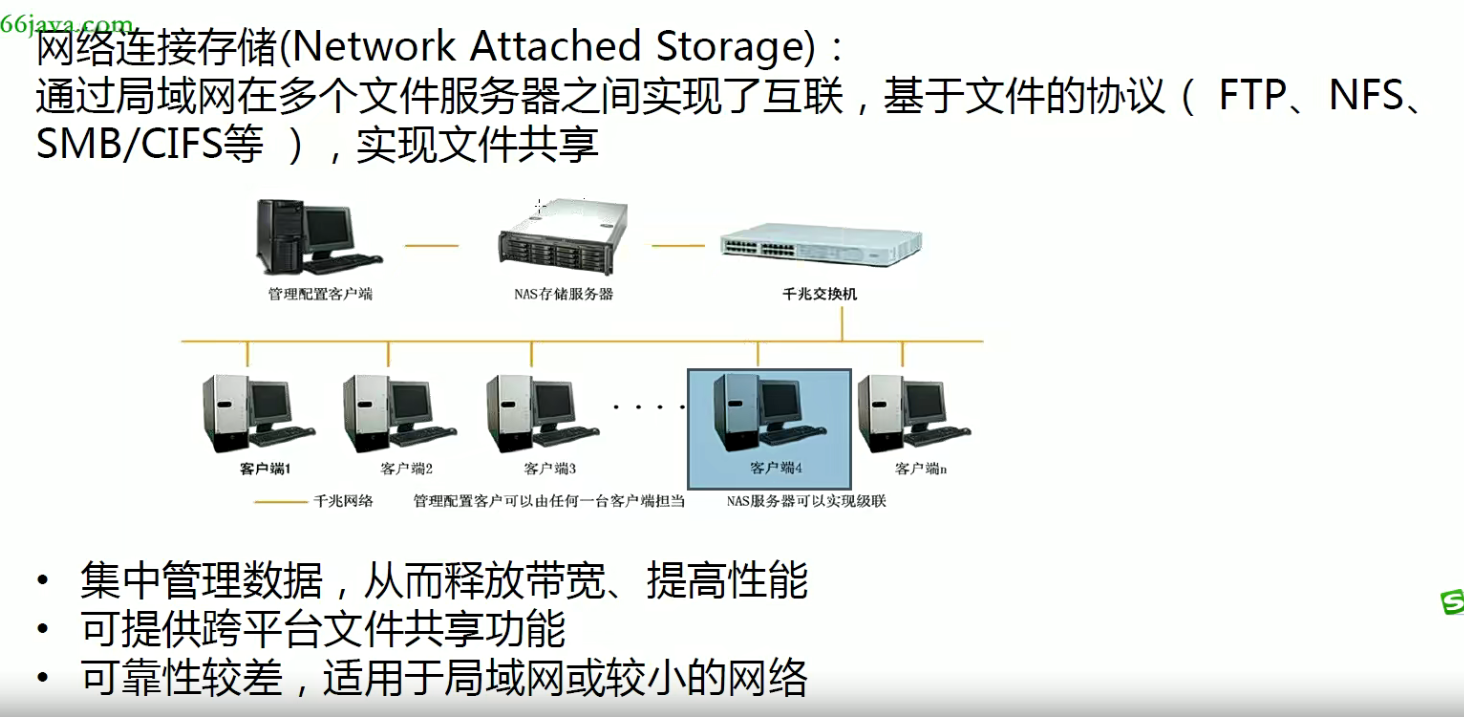 66java.com
网络连接存储(Network Attached Storage)：
通过局域网在多个文件服务器之间实现了互联，基于文件的协议（ FTP、NFS、
SMB/CIFS等 ），实现文件共享
管理配置客户端 NAS存储服务器 千兆交换机
客户端1 客户端2 客户端3 客户端4 客户端n
千兆网络 管理配置客户可以由任何一台客户端担当 NAS服务器可以实现级联
• 集中管理数据，从而释放带宽、提高性能
• 可提供跨平台文件共享功能
• 可靠性较差，适用于局域网或较小的网络
S